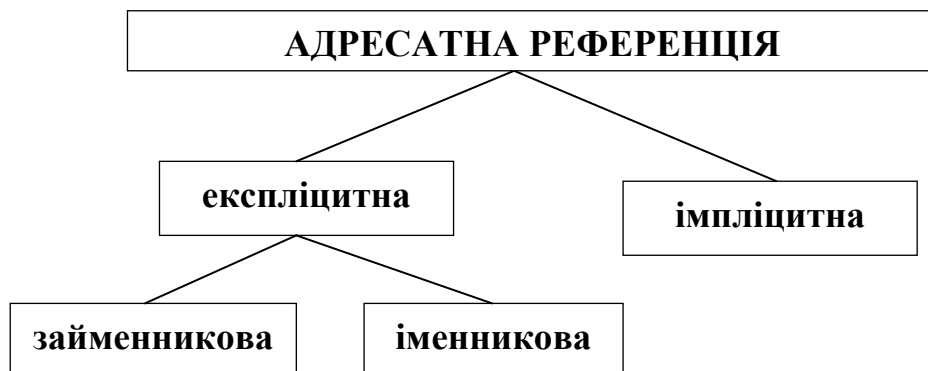 АДРЕСАТНА РЕФЕРЕНЦІЯ
експліцитна
імпліцитна
займенникова
іменникова